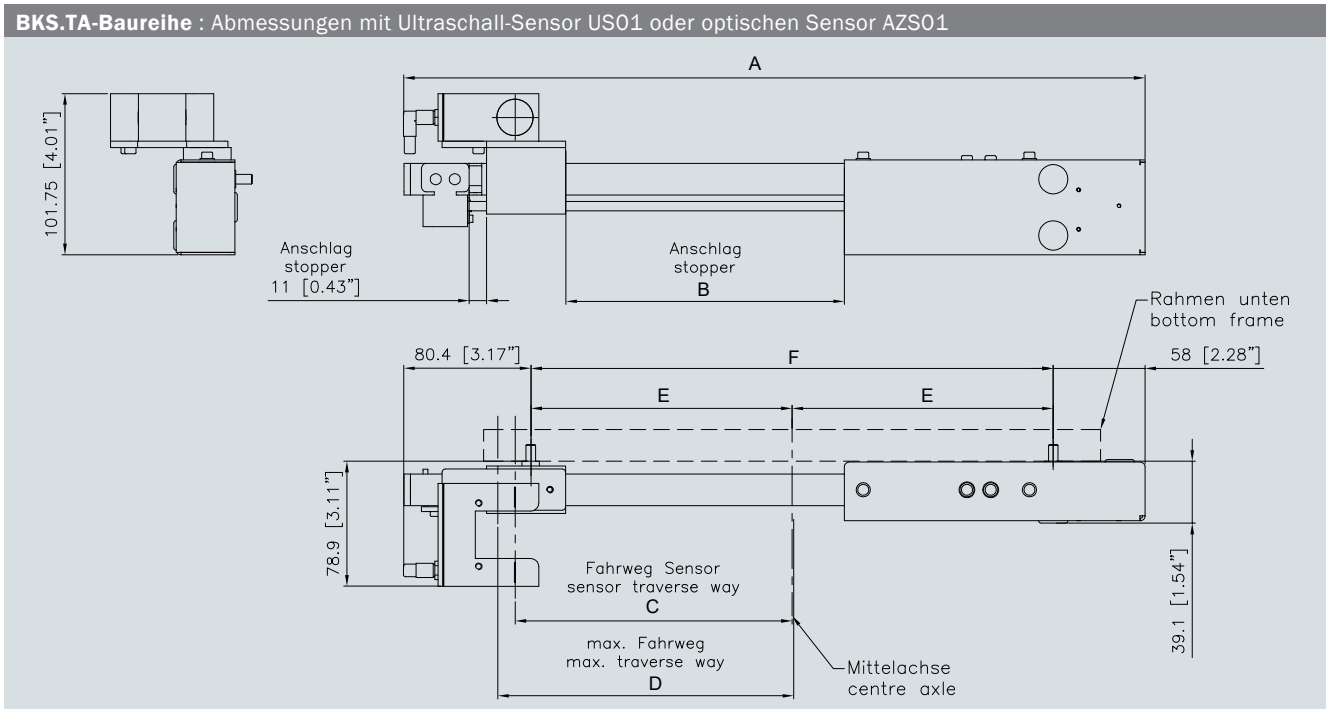 BKS.TA-Baureihe : Abmessungen mit Ultraschall-Sensor US01 oder optischen Sensor AZS01
A
101.75 [4.01”]
Anschlag
stopper
11 [0.43”]
Anschlag
stopper
B
Rahmen unten
bottom frame
80.4 [3.17”]
F
58 [2.28”]
E
E
78.9 [3.11”]
39.1 [1.54”]
Fahrweg Sensor
sensor traverse way
C
max. Fahrweg
max. traverse way
D
Mittelachse
centre axle